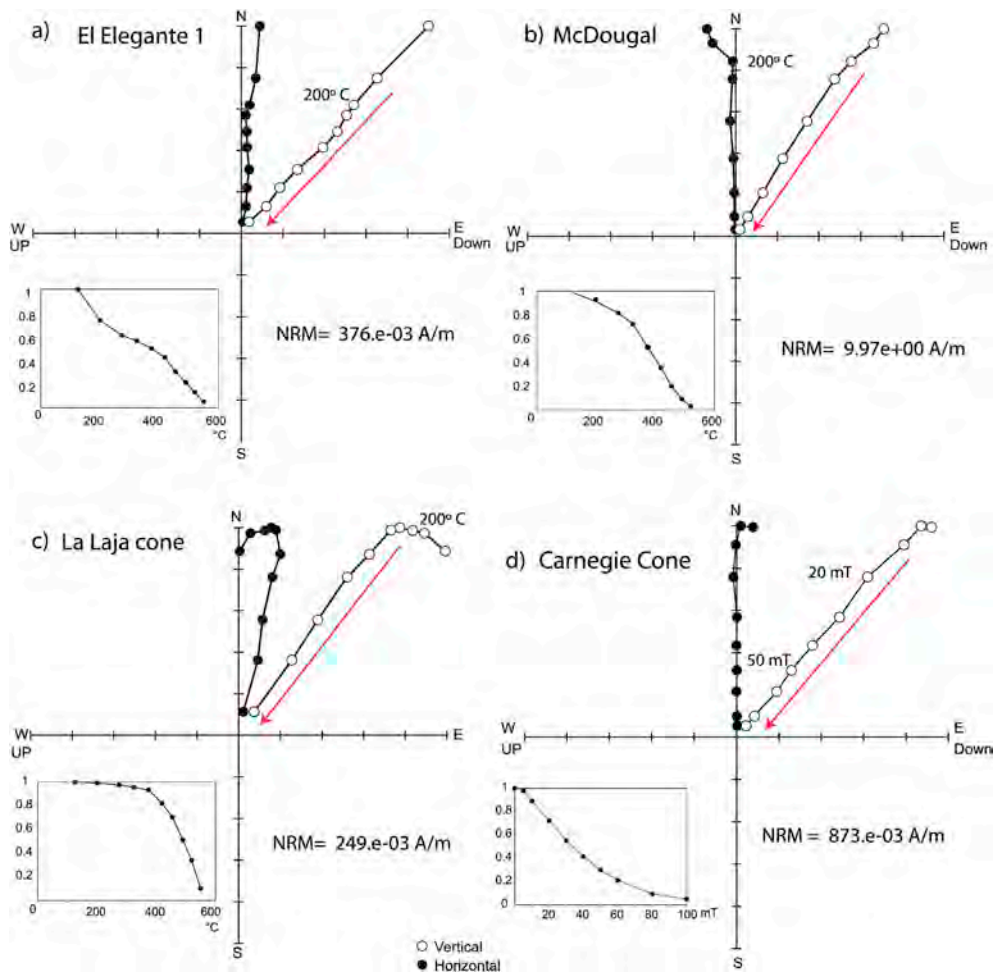 a) El Elegante 1
N
200º C
W
UP
E
Down
1
0.8
0.6
0.4
0.2
0
200
400
600
°C
NRM= 376.e-03 A/m
S
b) McDougal
N
200º C
W
UP
E
Down
1
0.8
0.6
0.4
0.2
0
200
400
600
°C
NRM= 9.97e+00 A/m
S
c) La Laja cone
N
200º C
W
UP
E
Down
1
0.8
0.6
0.4
0.2
0
200
400
600
°C
NRM= 249.e-03 A/m
S
d) Carnegie Cone
N
20 mT
50 mT
W
UP
E
Down
1
0.8
0.6
0.4
0.2
0
20
40
60
80
100 mT
NRM= 873.e-03 A/m
S
Vertical
Horizontal